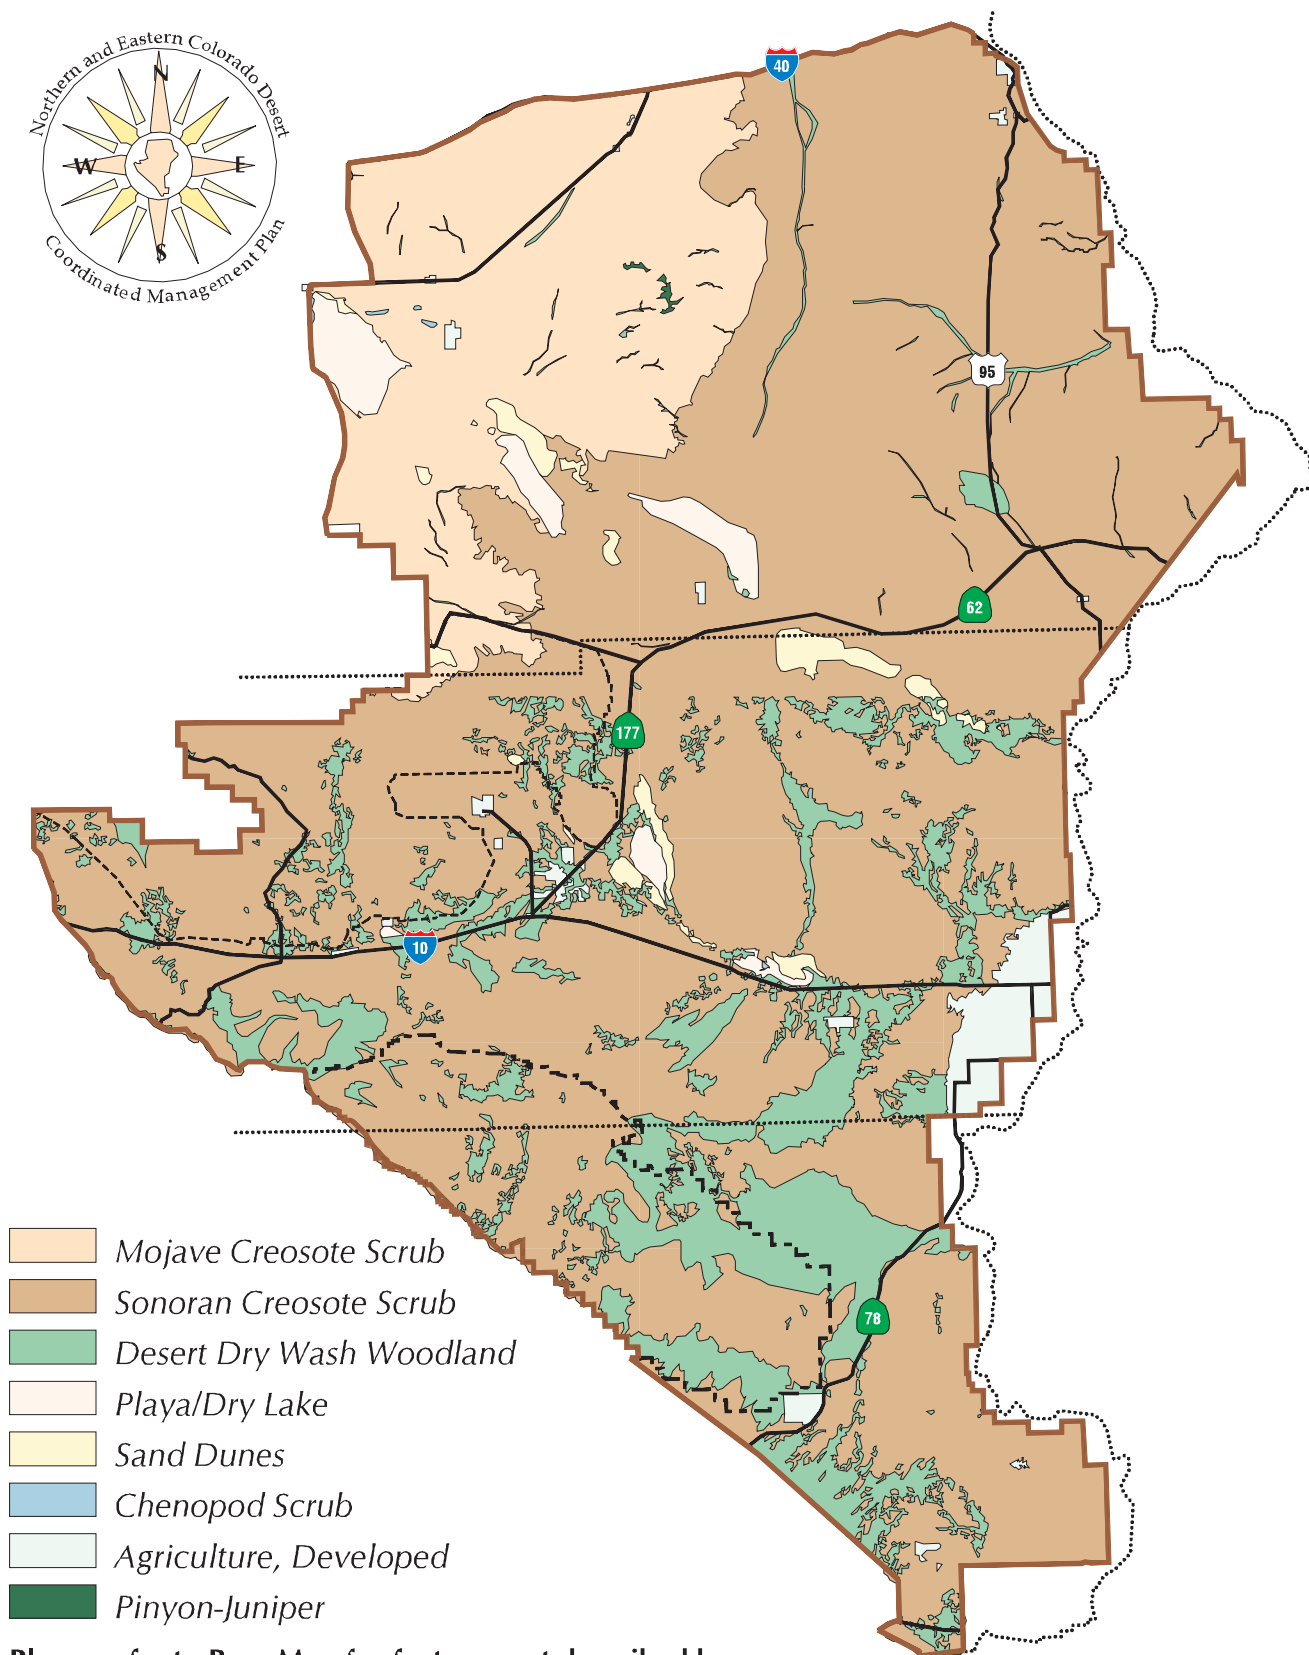 Northern and Eastern Colorado Desert
N
W
E
S
Coordinated Management Plan
40
95
62
177
10
78
Mojave Creosote Scrub
Sonoran Creosote Scrub
Desert Dry Wash Woodland
Playa/Dry Lake
Sand Dunes
Chenopod Scrub
Agriculture, Developed
Pinyon-Juniper